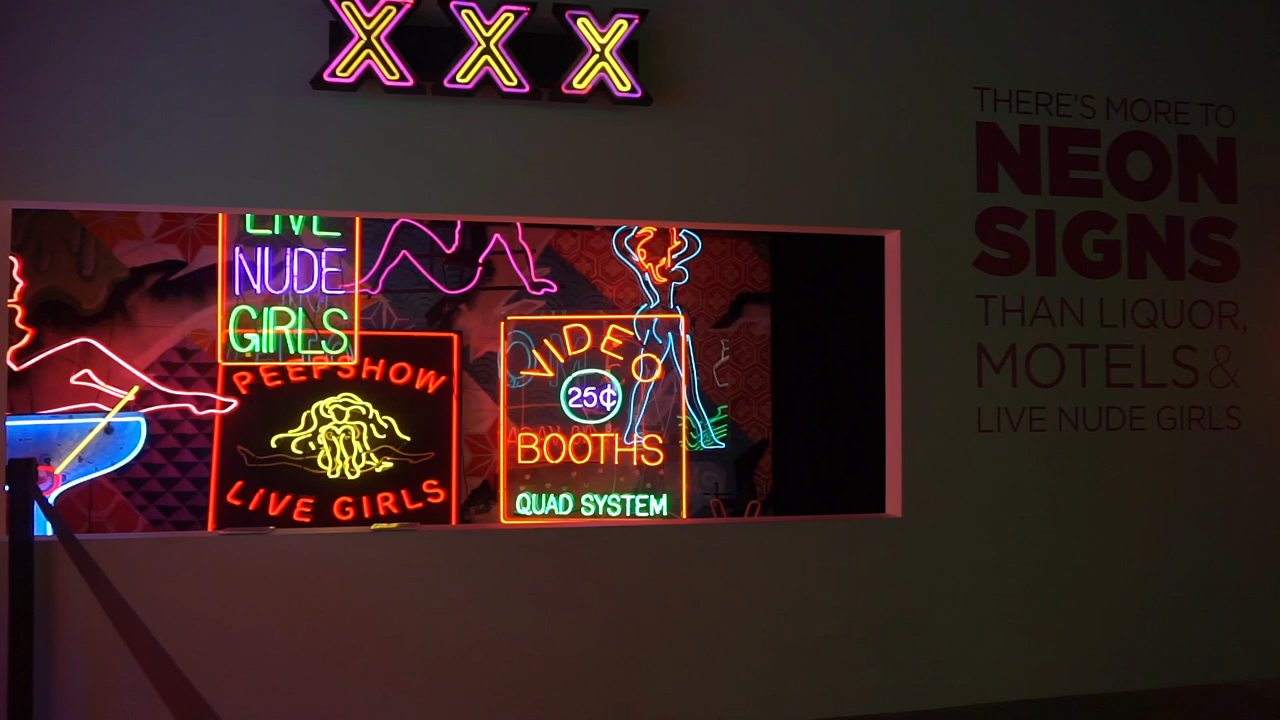 XXX
LIVE
NUDE
GIRLS
PEEPSHOW
LIVE GIRLS
VIDEO
25¢
BOOTHS
QUAD SYSTEM
THERE'S MORE TO
NEON
SIGNS
THAN LIQUOR,
MOTELS &
LIVE NUDE GIRLS